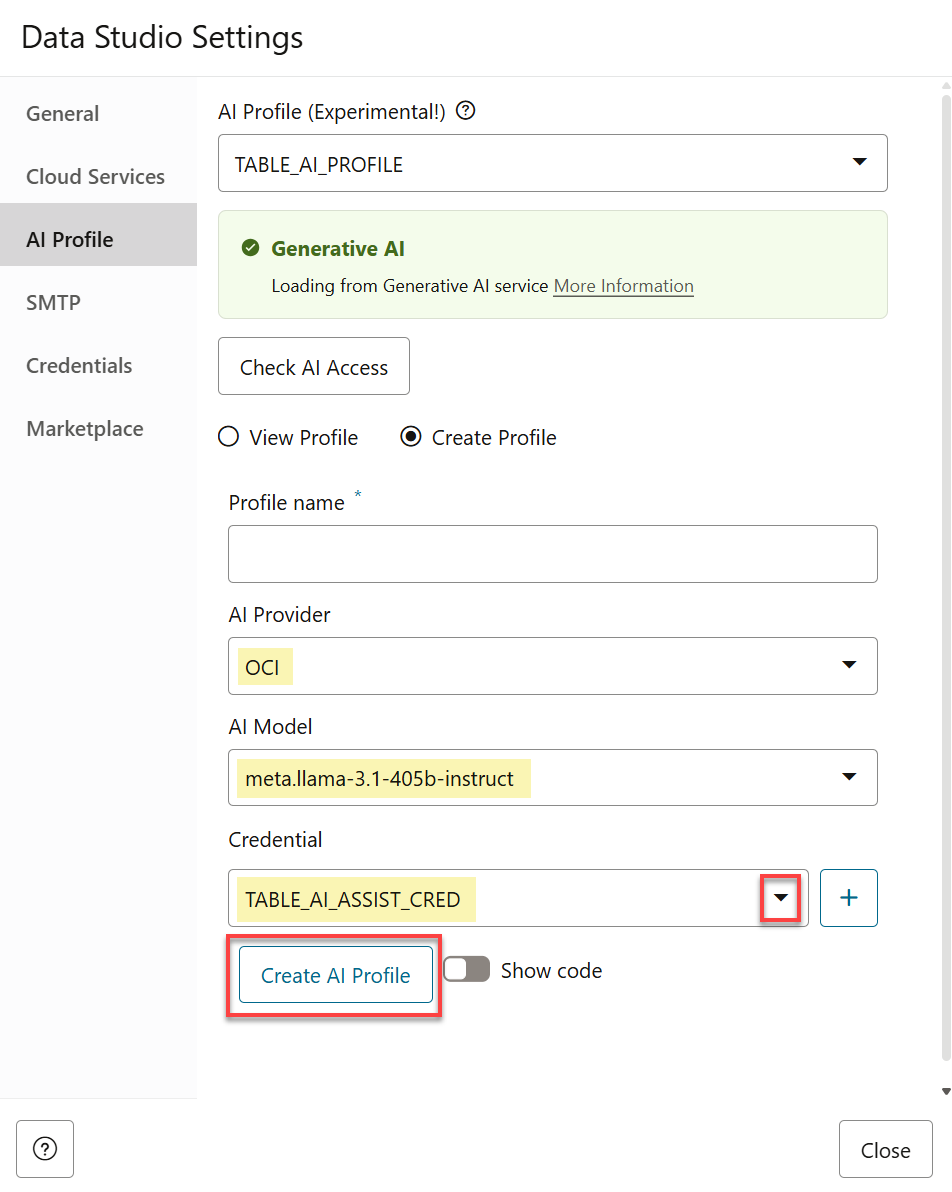 Data Studio Settings
General
Cloud Services
AI Profile
SMTP
Credentials
Marketplace
AI Profile (Experimental!)
TABLE_AI_PROFILE
Generative AI
Loading from Generative AI service More Information
Check AI Access
View Profile
Create Profile
Profile name *
AI Provider
OCI
AI Model
meta.llama-3.1-405b-instruct
Credential
TABLE_AI_ASSIST_CRED
+
Create AI Profile
Show code
Close